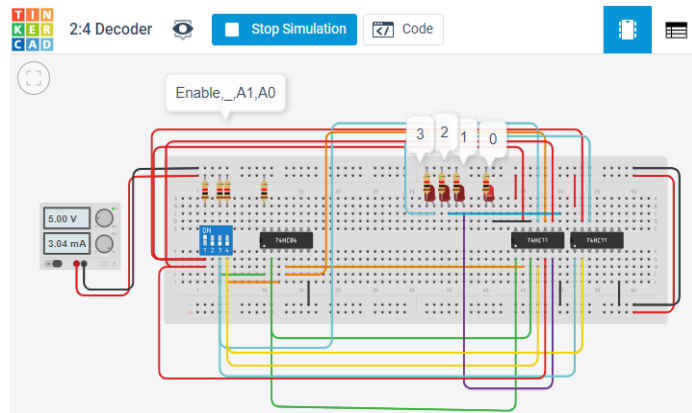 TIN
KER
CAD
2:4 Decoder
Stop Simulation
Code
Enable,_,A1,A0
3
2
1
0
5.00 V
3.04 mA
ON
1 2 3 4
74HC04
74HC11
74HC11